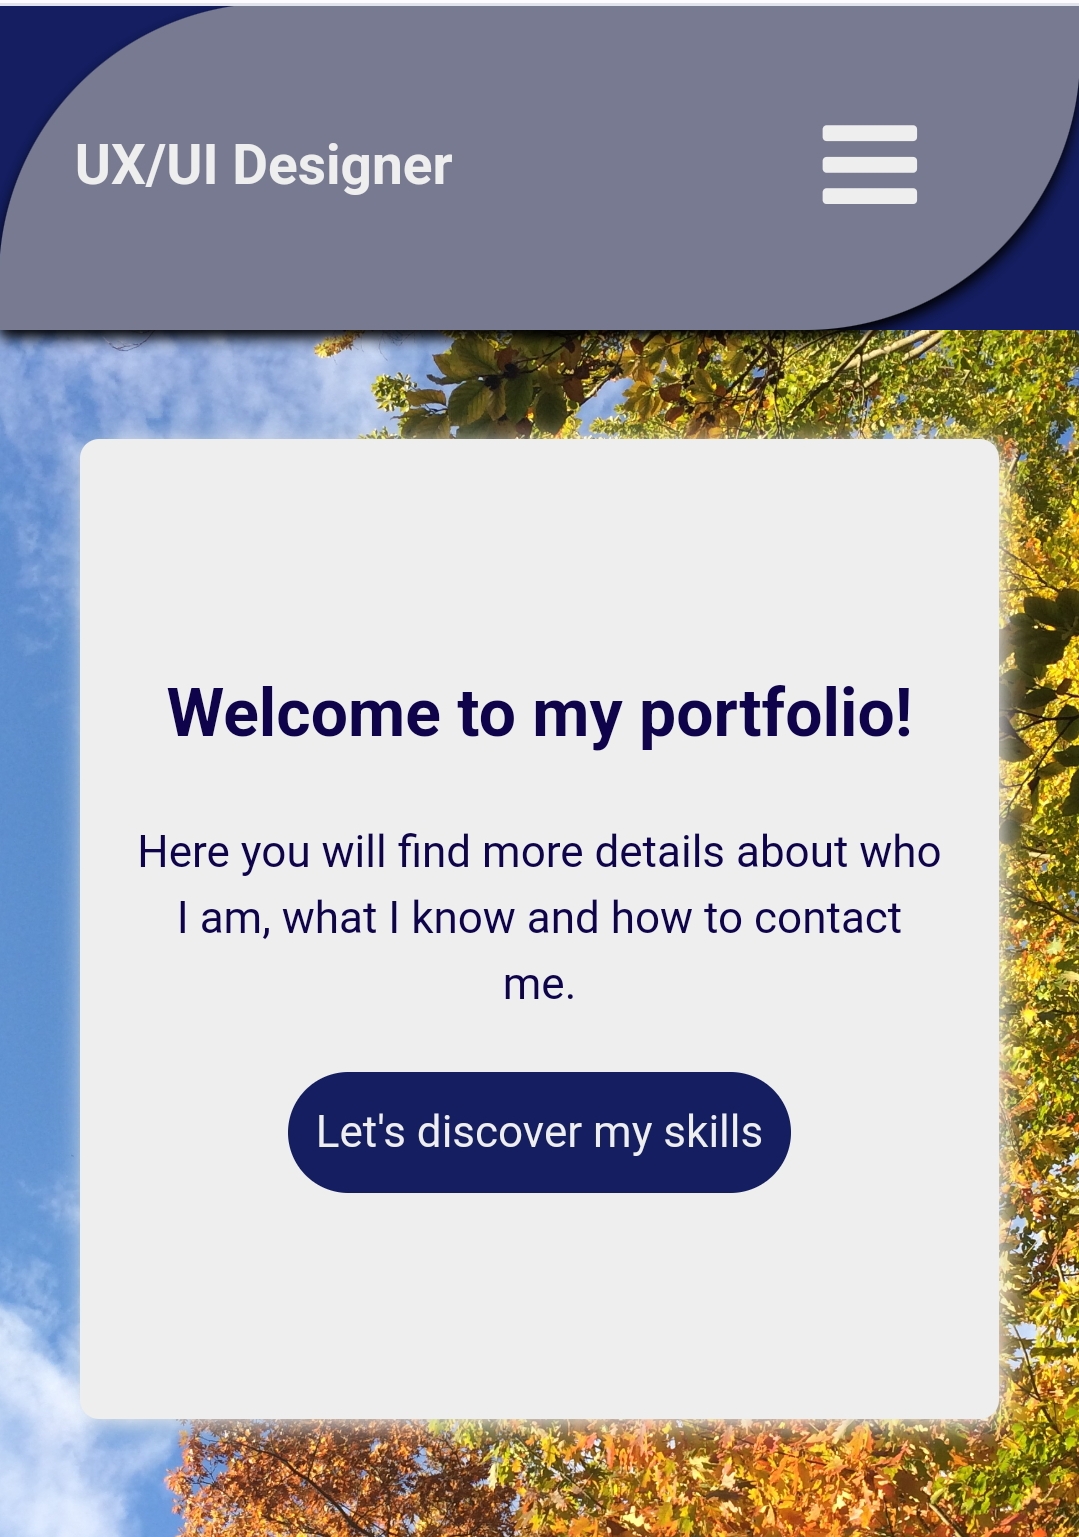 UX/UI Designer
Welcome to my portfolio!
Here you will find more details about who
I am, what I know and how to contact
me.
Let's discover my skills